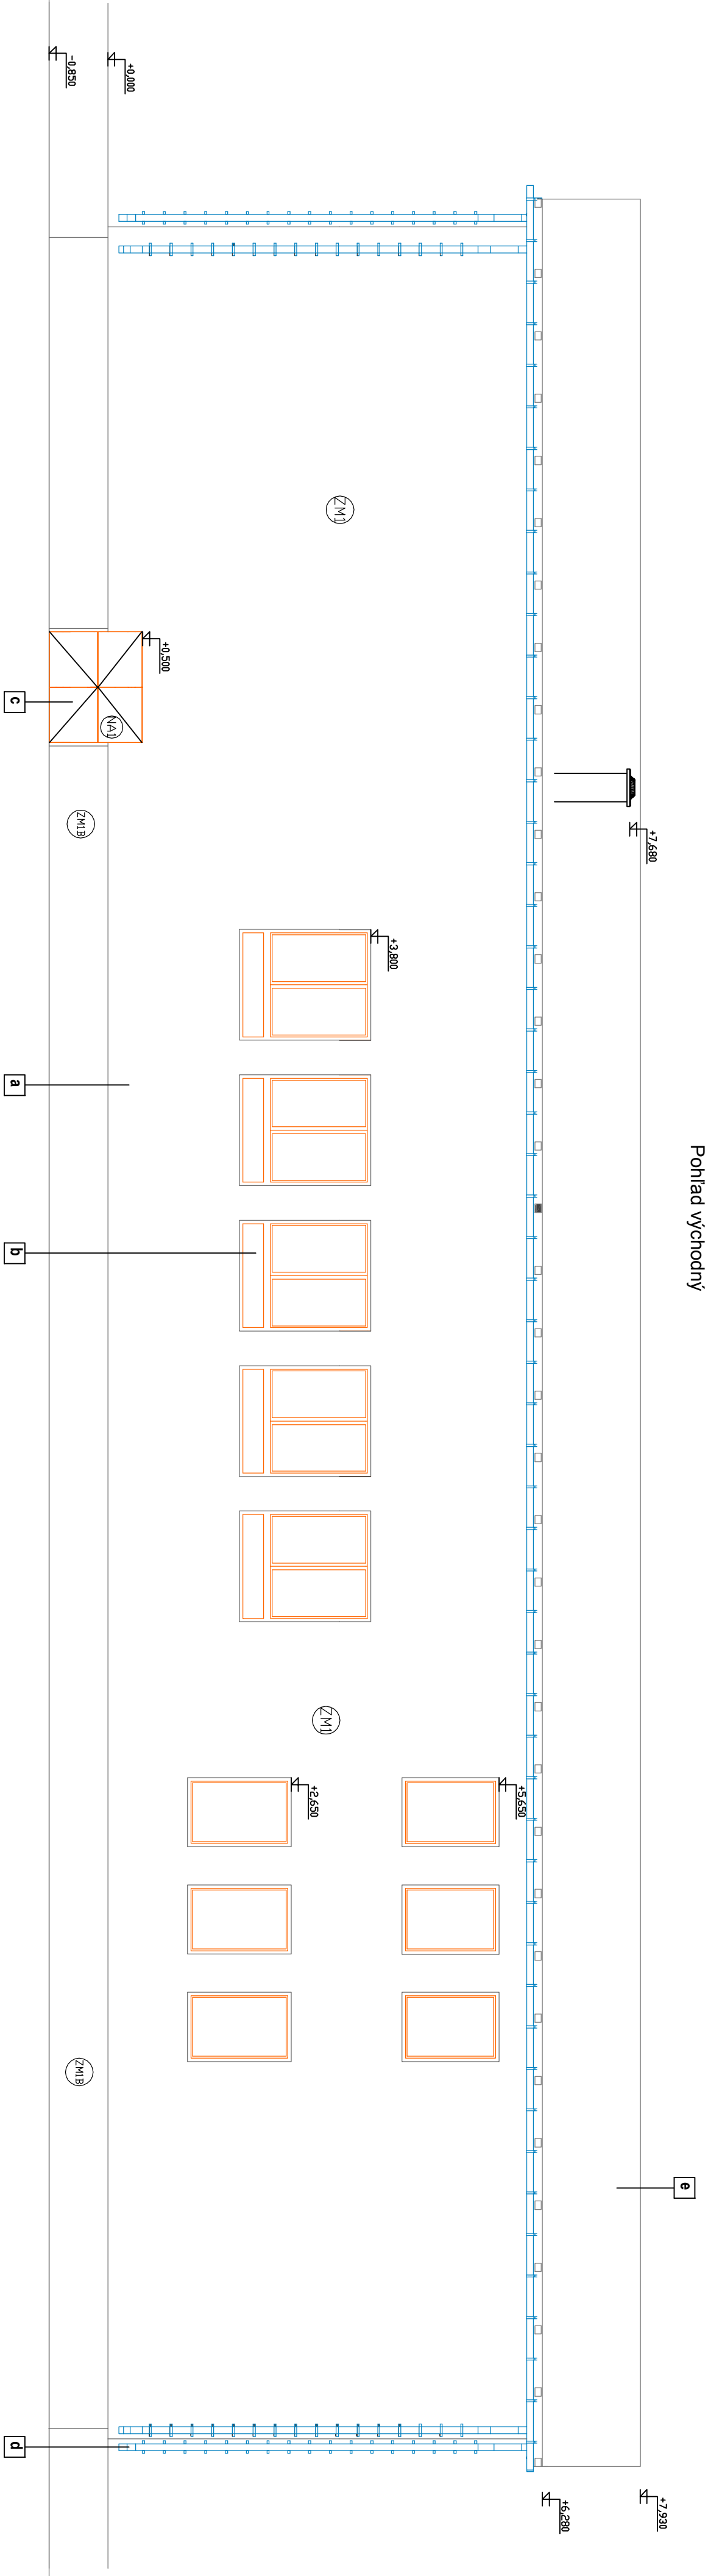 Pohľad východný
e
+7,930
+6,280
+7,680
+5,650
+3,800
+2,650
ZM1
ZM1
+0,500
NA1
+0,000
-0,850
ZM1B
ZM1B
c
a
b
d